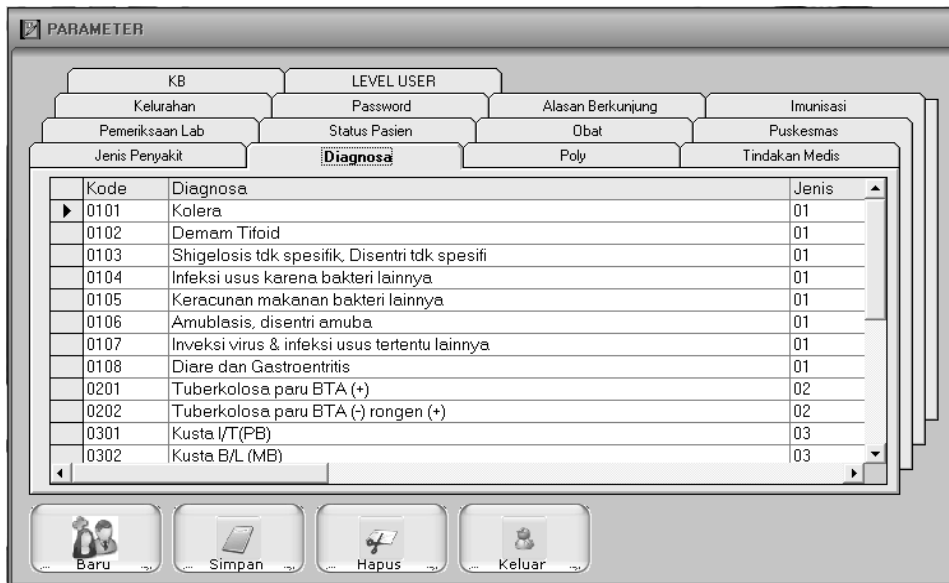 PARAMETER
KB LEVEL USER
Kelurahan Password Alasan Berkunjung Imunisasi
Pemeriksaan Lab Status Pasien Obat Puskesmas
Jenis Penyakit Diagnosa Poly Tindakan Medis
Kode Diagnosa Jenis
0101 Kolera 01
0102 Demam Tifoid 01
0103 Shigelosis tdk spesifik, Disentri tdk spesifi 01
0104 Infeksi usus karena bakteri lainnya 01
0105 Keracunan makanan bakteri lainnya 01
0106 Amublasis, disentri amuba 01
0107 Inveksi virus & infeksi usus tertentu lainnya 01
0108 Diare dan Gastroentritis 01
0201 Tuberkolosa paru BTA (+) 02
0202 Tuberkolosa paru BTA (-) rongen (+) 02
0301 Kusta I/T(PB) 03
0302 Kusta B/L (MB) 03
Baru Simpan Hapus Keluar